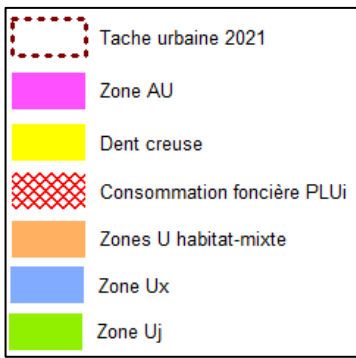 Tache urbaine 2021
Zone AU
Dent creuse
Consommation foncière PLUi
Zones U habitat-mixte
Zone Ux
Zone Uj